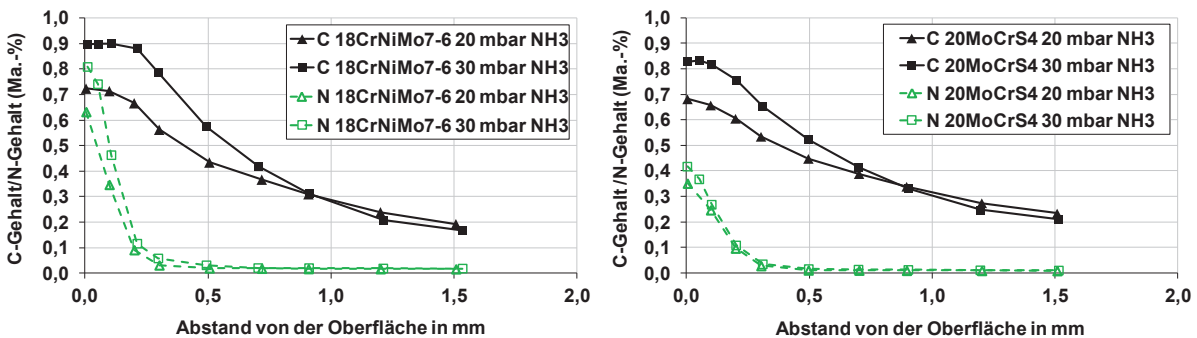 C-Gehalt/N-Gehalt (Ma.-%)
1,0
0,9
0,8
0,7
0,6
0,5
0,4
0,3
0,2
0,1
0,0
0,0 0,5 1,0 1,5 2,0
Abstand von der Oberfläche in mm
C 18CrNiMo7-6 20 mbar NH3
C 18CrNiMo7-6 30 mbar NH3
N 18CrNiMo7-6 20 mbar NH3
N 18CrNiMo7-6 30 mbar NH3
C-Gehalt /N-Gehalt (Ma.-%)
1,0
0,9
0,8
0,7
0,6
0,5
0,4
0,3
0,2
0,1
0,0
0,0 0,5 1,0 1,5 2,0
Abstand von der Oberfläche in mm
C 20MoCrS4 20 mbar NH3
C 20MoCrS4 30 mbar NH3
N 20MoCrS4 20 mbar NH3
N 20MoCrS4 30 mbar NH3